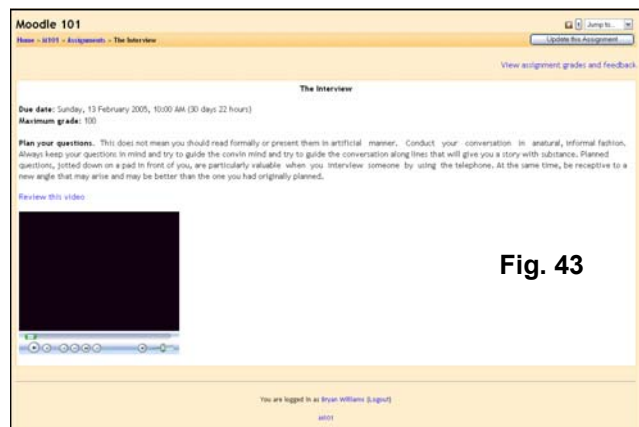 Moodle 101
Jump to...
Home » M101 » Assignments » The Interview
Update this Assignment
View assignment grades and feedback
The Interview
Due date: Sunday, 13 February 2005, 10:00 AM (30 days 22 hours)
Maximum grade: 100
Plan your questions. This does not mean you should read formally or present them in artificial manner. Conduct your conversation in anatural, informal fashion.
Always keep your questions in mind and try to guide the convin mind and try to guide the conversation along lines that will give you a story with substance. Planned
questions, jotted down on a pad in front of you, are particularly valuable when you interview someone by using the telephone. At the same time, be receptive to a
new angle that may arise and may be better than the one you had originally planned.
Review this video
Fig. 43
You are logged in as Bryan Williams (Logout)
M101